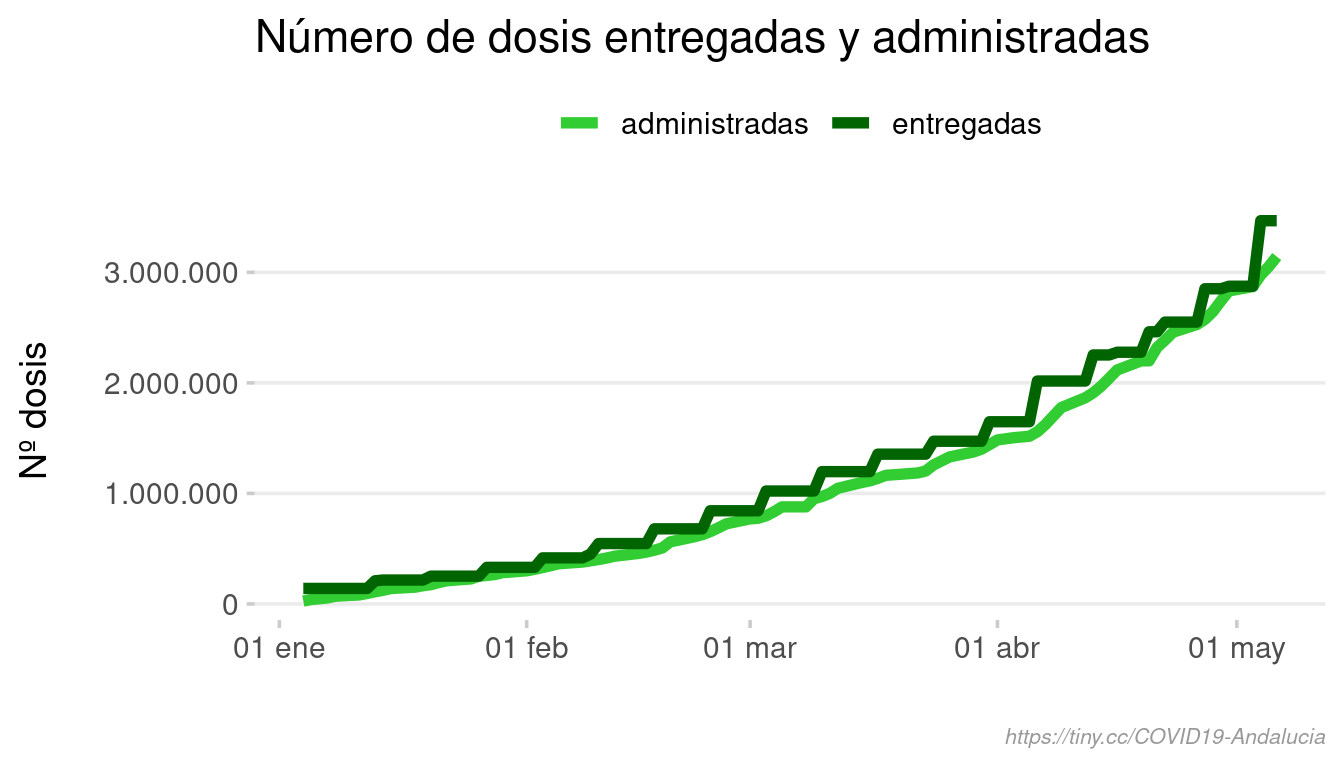 Número de dosis entregadas y administradas
administradas entregadas
Nº dosis
3.000.000
2.000.000
1.000.000
0
01 ene 01 feb 01 mar 01 abr 01 may
https://tiny.cc/COVID19-Andalucia